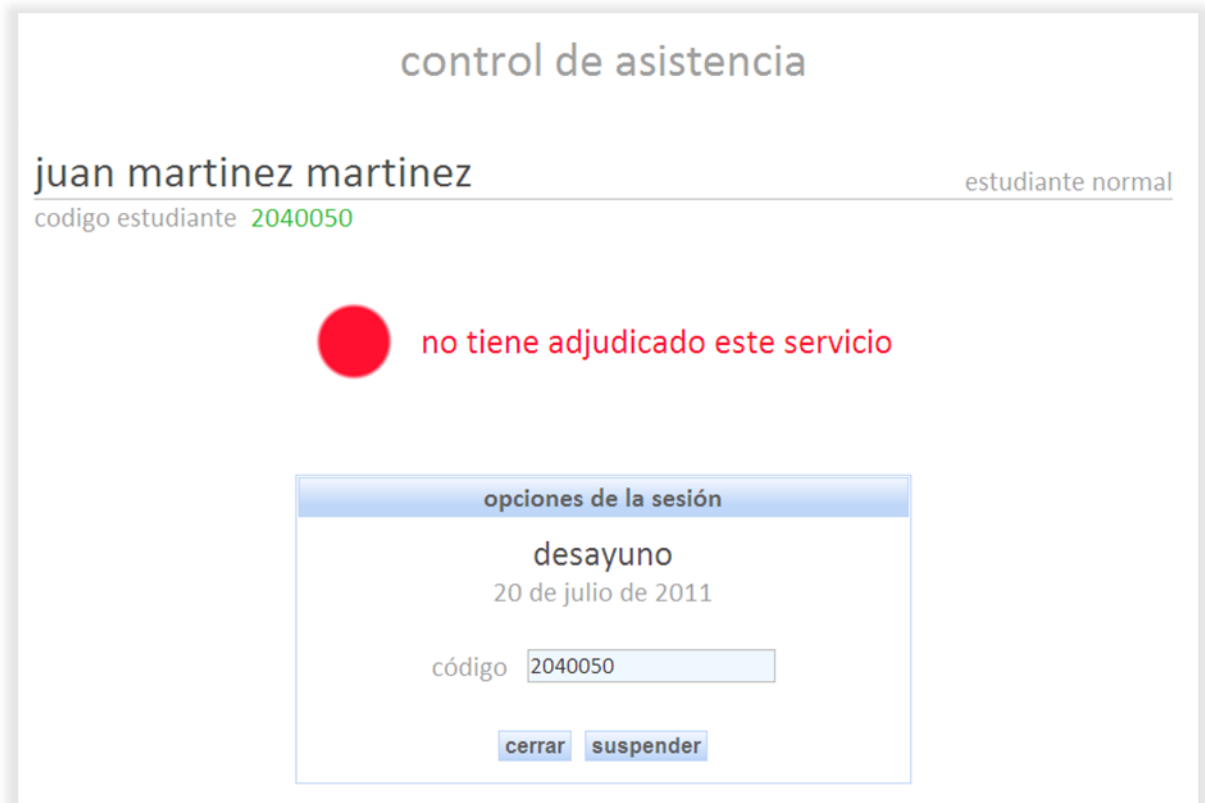 control de asistencia
juan martinez martinez
estudiante normal
codigo estudiante 2040050
no tiene adjudicado este servicio
opciones de la sesión
desayuno
20 de julio de 2011
código 2040050
cerrar suspender